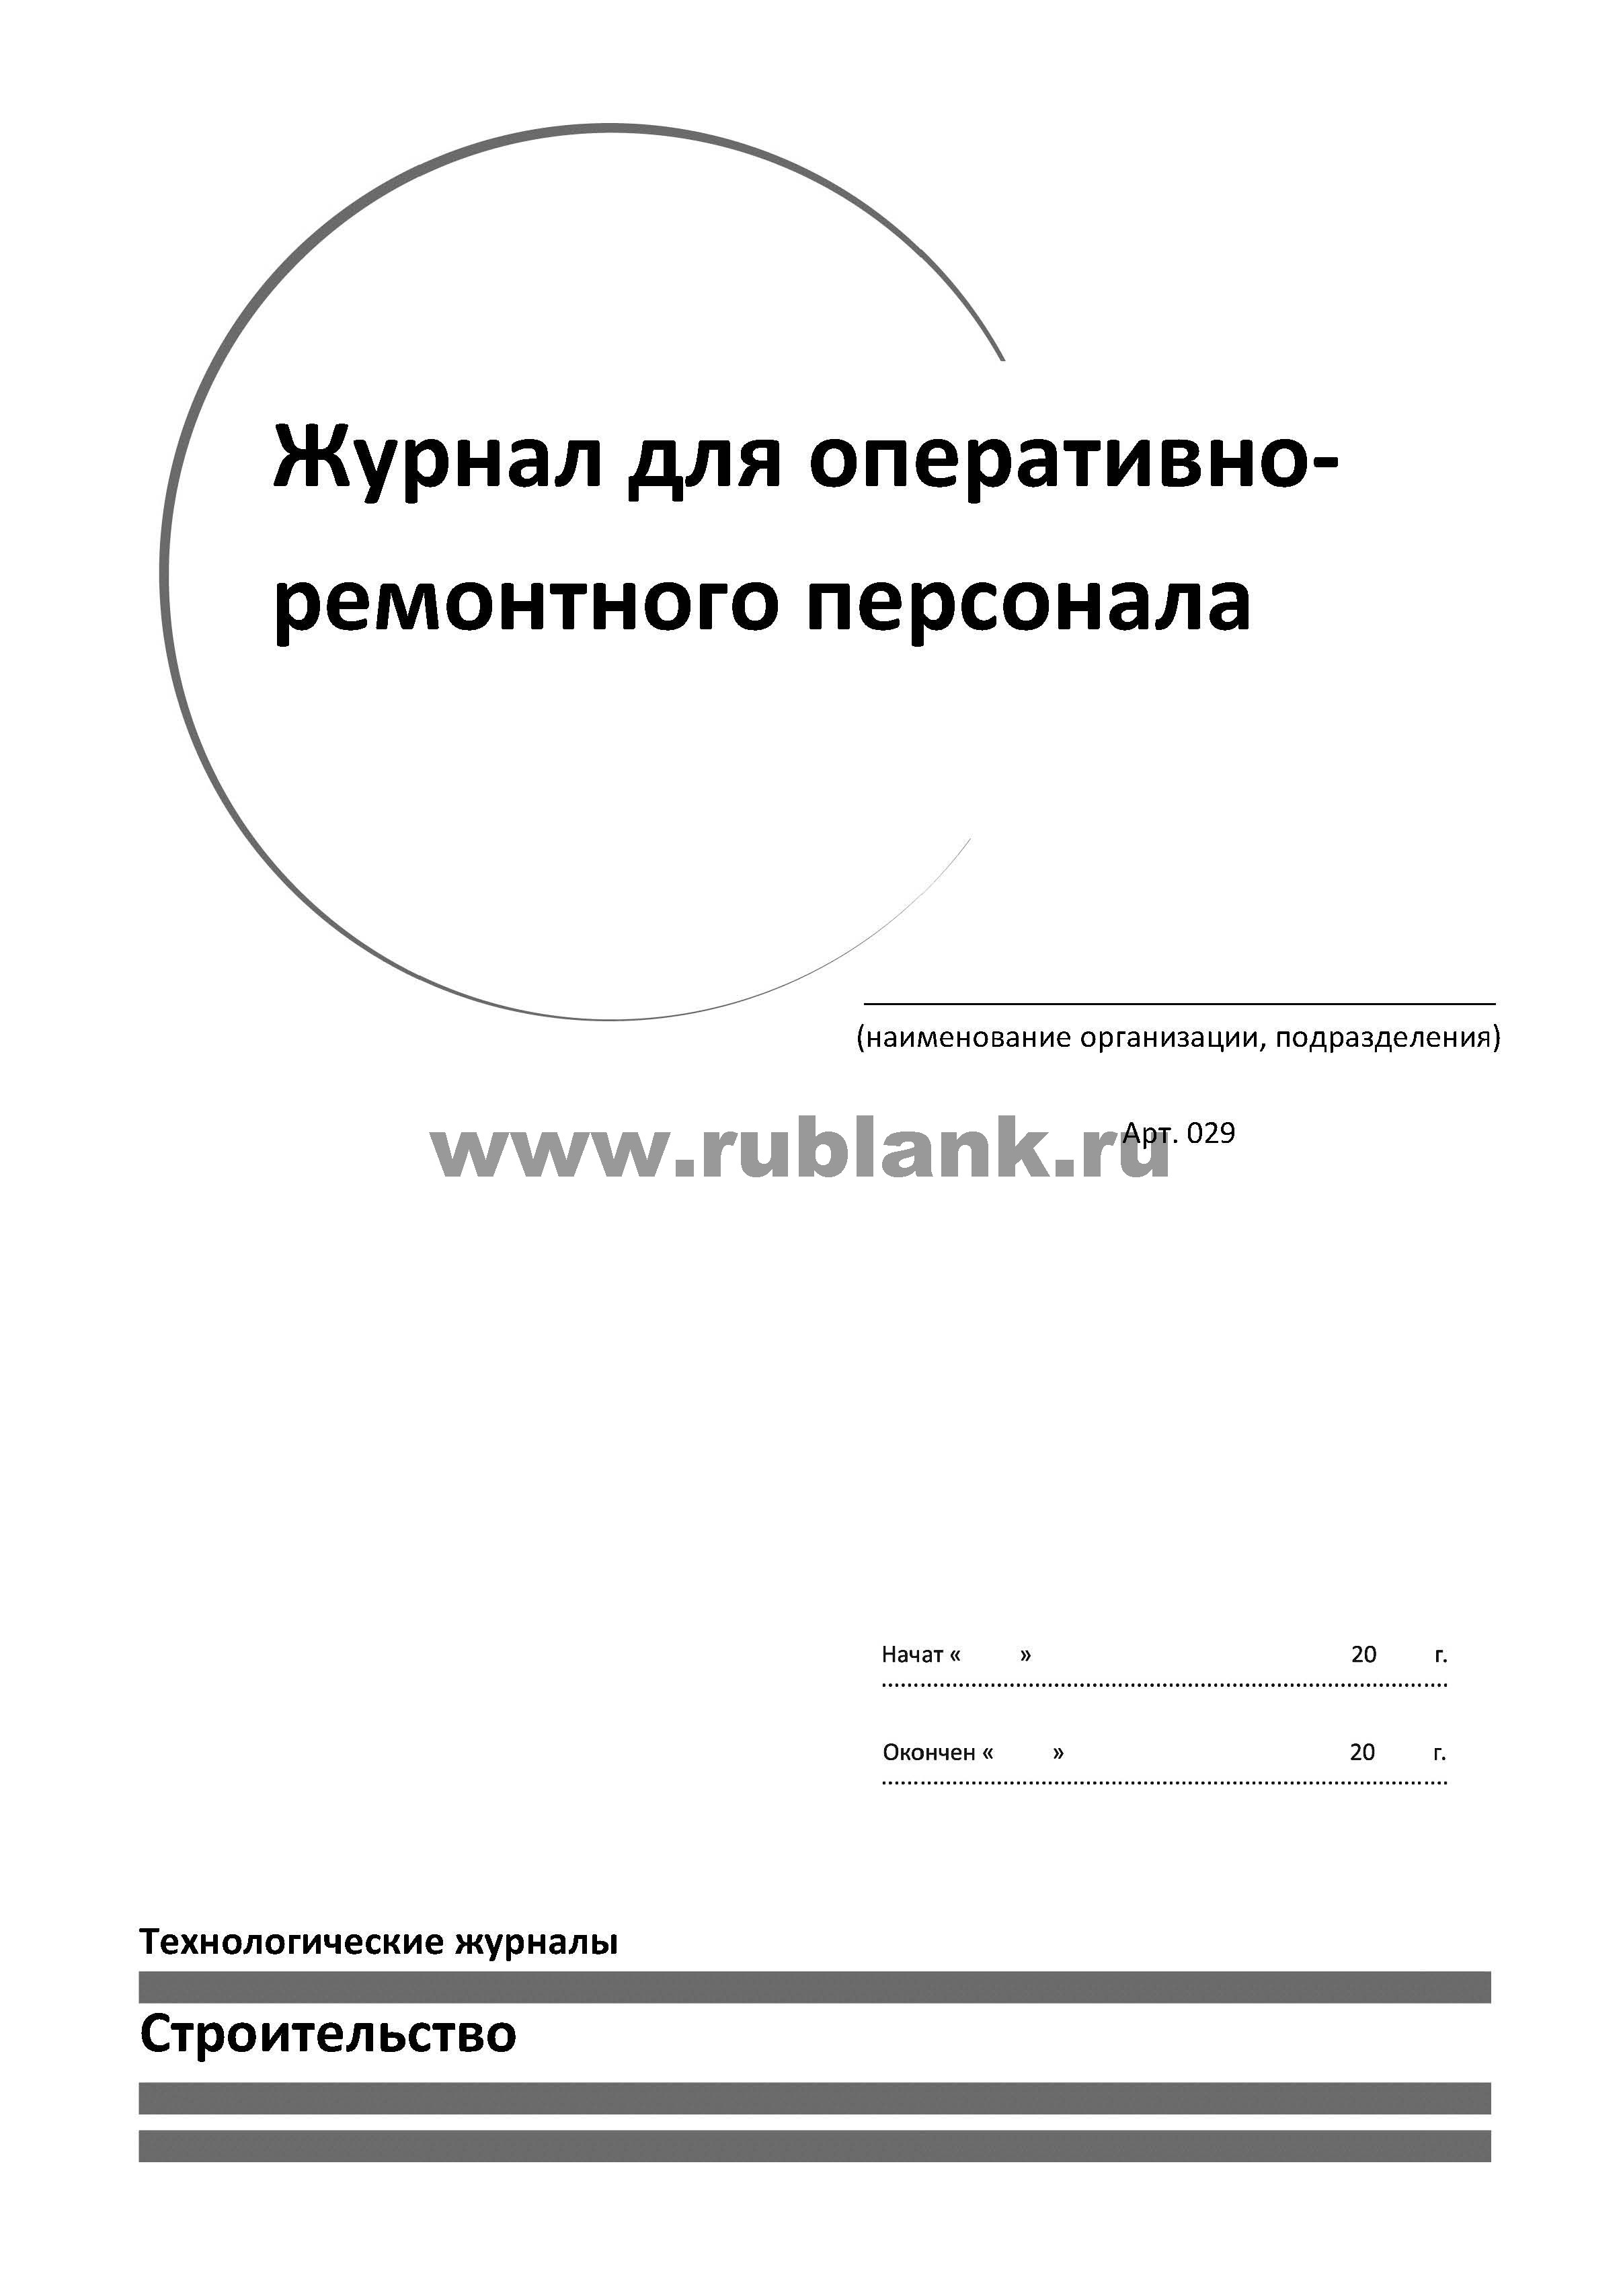 Журнал для оперативно-
ремонтного персонала
(наименование организации, подразделения)
www.rublank.ru
Арт. 029
Начат « » 20 г.
Окончен « » 20 г.
Технологические журналы
Строительство